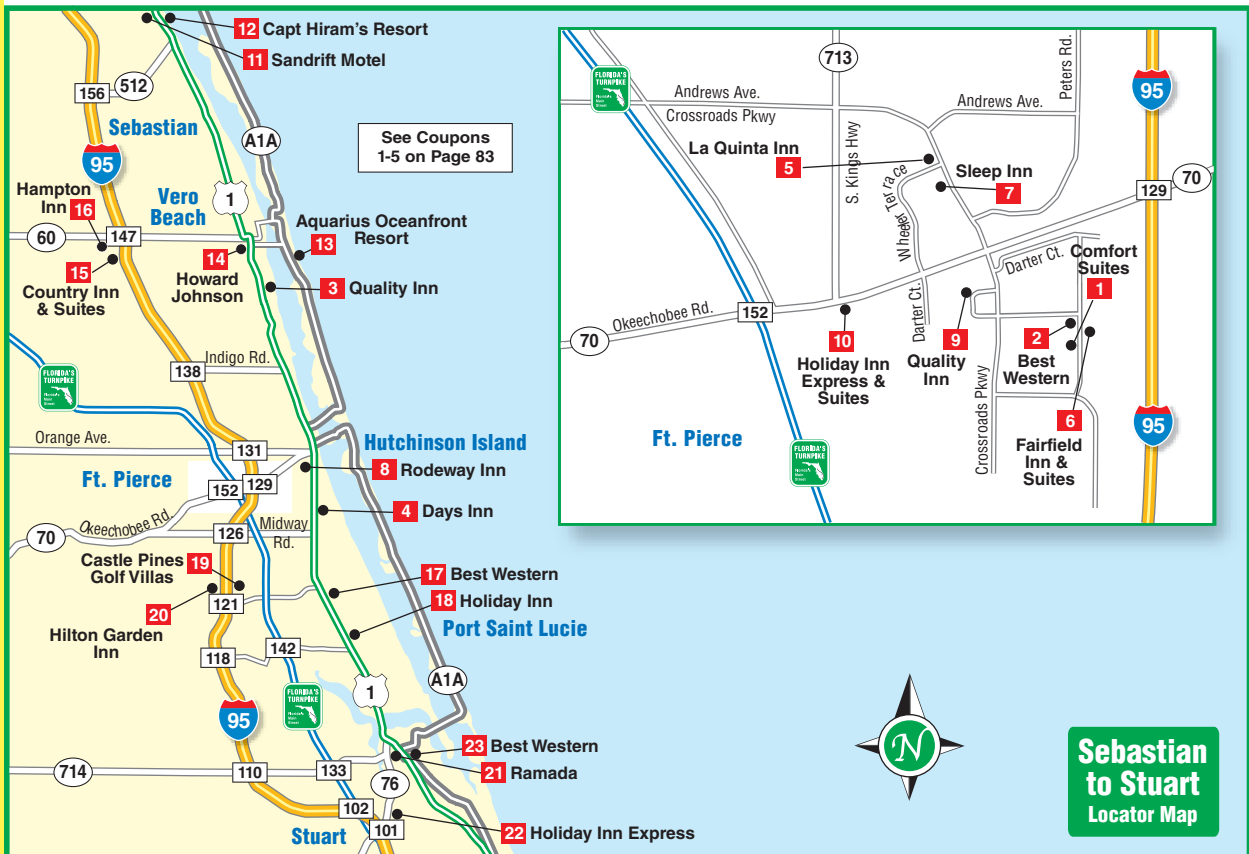 12 Capt Hiram's Resort
11 Sandrift Motel
512
156
Sebastian
95
A1A
See Coupons
1-5 on Page 83
Hampton
Inn 16
Vero
Beach
1
60
147
Aquarius Oceanfront
Resort
13
14
Howard
Johnson
15
Country Inn
& Suites
3 Quality Inn
Indigo Rd.
138
FLORIDA'S
TURNPIKE
Orange Ave.
131
Hutchinson Island
8 Rodeway Inn
Ft. Pierce
152
129
4 Days Inn
Okeechobee Rd.
70
126
Midway
Rd.
Castle Pines
Golf Villas
19
17 Best Western
18 Holiday Inn
121
20
Hilton Garden
Inn
Port Saint Lucie
118
142
A1A
FLORIDA'S
TURNPIKE
1
95
23 Best Western
21 Ramada
714
110
133
76
102
101
Stuart
22 Holiday Inn Express
713
FLORIDA'S
TURNPIKE
Florida's
Main
Street
Andrews Ave.
Crossroads Pkwy
Andrews Ave.
Peters Rd.
95
La Quinta Inn
5
S. Kings Hwy
Wheeler Terrace
Sleep Inn
7
129
70
Darter Ct.
Comfort
Suites
1
Okeechobee Rd.
152
70
10
Holiday Inn
Express &
Suites
Darter Ct.
9
Quality
Inn
2
Best
Western
Crossroads Pkwy
6
Fairfield
Inn &
Suites
95
Ft. Pierce
FLORIDA'S
TURNPIKE
Florida's
Main
Street
N
Sebastian
to Stuart
Locator Map